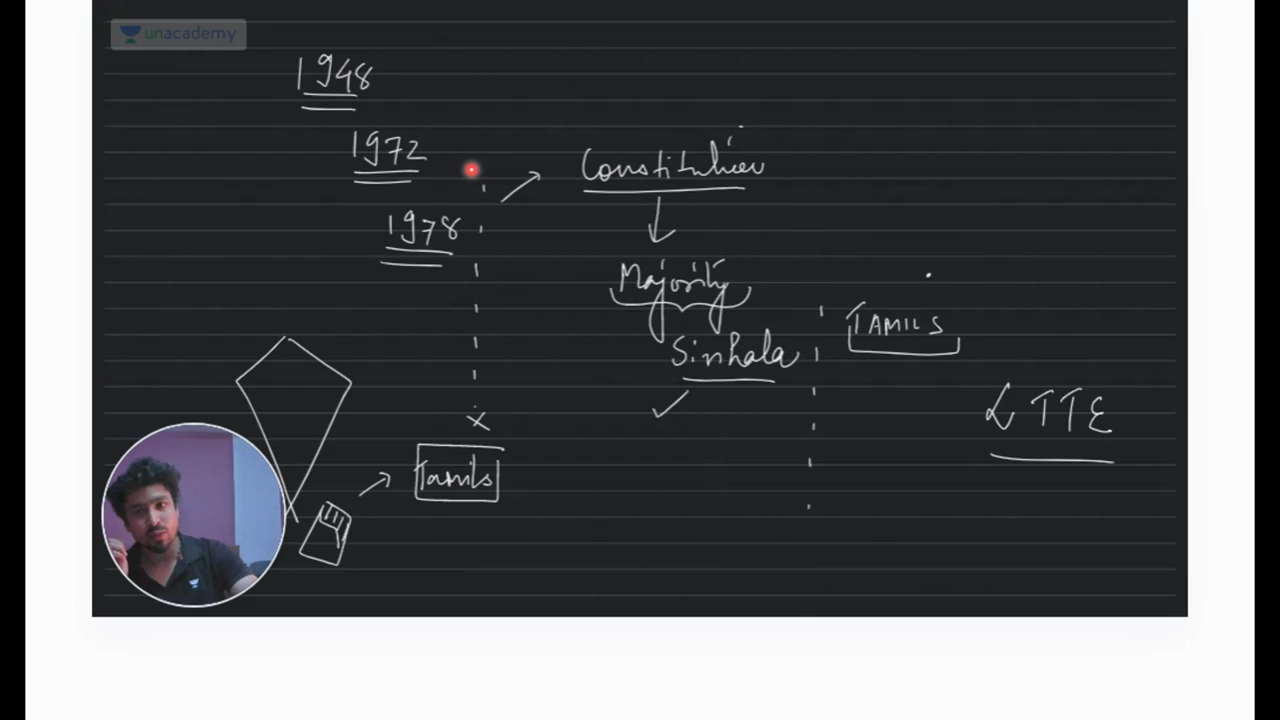 unacademy
1948
1972
1978
Constitution
Majority
Sinhala
TAMILS
LTTE
Tamils